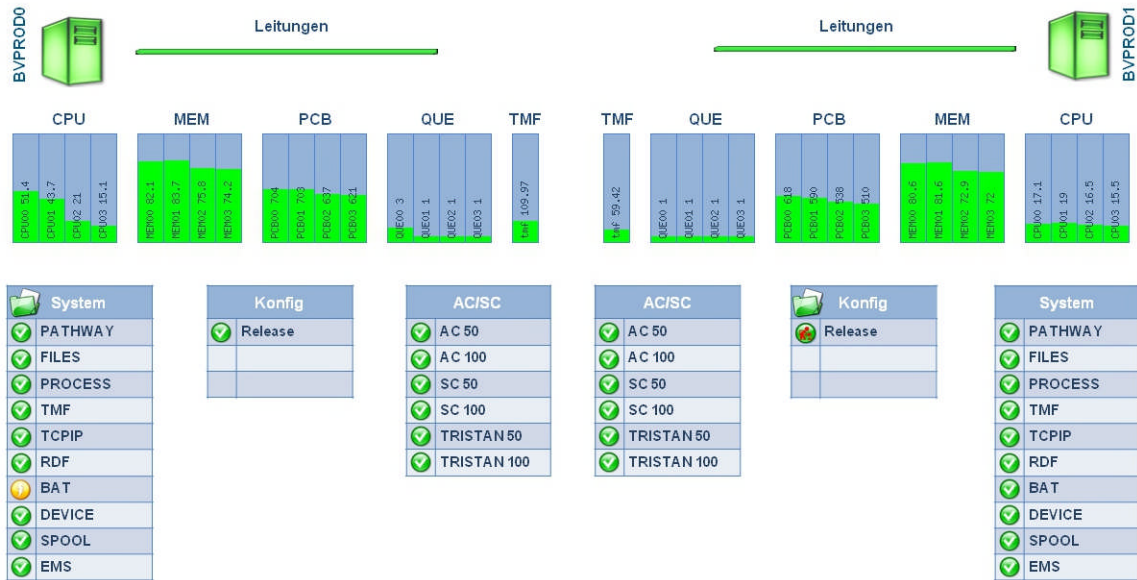 BVPROD0
Leitungen
Leitungen
BVPROD1
CPU
MEM
PCB
QUE
TMF
TMF
QUE
PCB
MEM
CPU
CPU00 51.4
CPU01 43.7
CPU02 21
CPU03 15.1
MEM00 82.1
MEM01 83.7
MEM02 75.8
MEM03 74.2
PCB00 704
PCB01 703
PCB02 637
PCB03 621
QUE00 3
QUE01 1
QUE02 1
QUE03 1
tmf 109.97
tmf 59.42
QUE00 1
QUE01 1
QUE02 1
QUE03 1
PCB00 618
PCB01 590
PCB02 538
PCB03 510
MEM00 80.6
MEM01 81.6
MEM02 72.9
MEM03 72
CPU00 17.1
CPU01 19
CPU02 16.5
CPU03 15.5
System
PATHWAY
FILES
PROCESS
TMF
TCPIP
RDF
BAT
DEVICE
SPOOL
EMS
Konfig
Release
AC/SC
AC 50
AC 100
SC 50
SC 100
TRISTAN 50
TRISTAN 100
AC/SC
AC 50
AC 100
SC 50
SC 100
TRISTAN 50
TRISTAN 100
Konfig
Release
System
PATHWAY
FILES
PROCESS
TMF
TCPIP
RDF
BAT
DEVICE
SPOOL
EMS